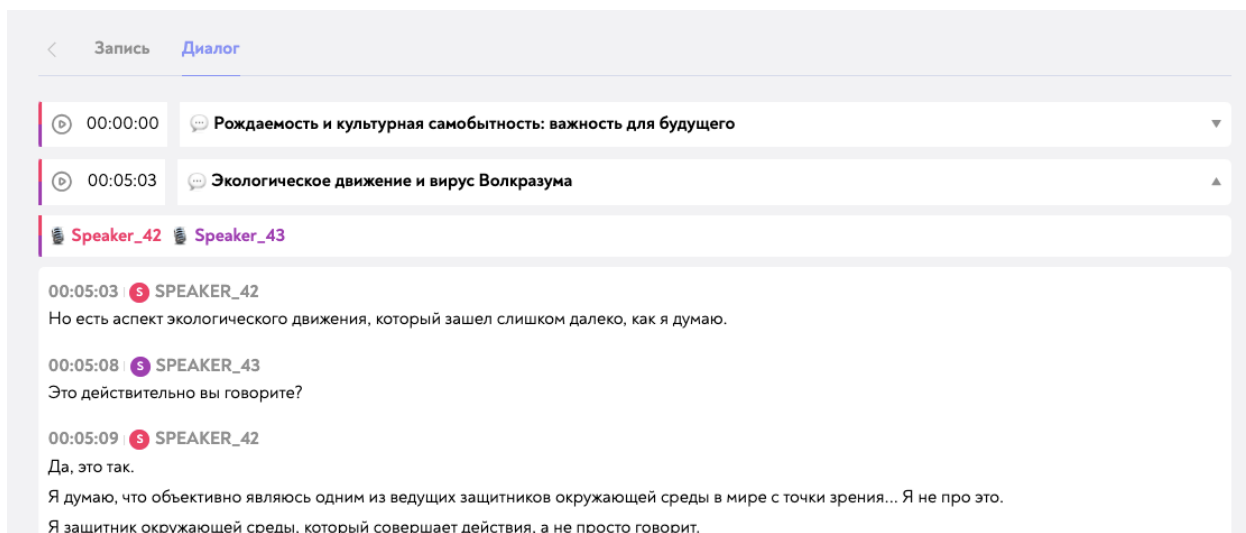 Запись Диалог
00:00:00 Рождаемость и культурная самобытность: важность для будущего
00:05:03 Экологическое движение и вирус Волкразума
Speaker_42 Speaker_43
00:05:03 S SPEAKER_42
Но есть аспект экологического движения, который зашел слишком далеко, как я думаю.
00:05:08 S SPEAKER_43
Это действительно вы говорите?
00:05:09 S SPEAKER_42
Да, это так.
Я думаю, что объективно являюсь одним из ведущих защитников окружающей среды в мире с точки зрения... Я не про это.
Я защитник окружающей среды, который совершает действия, а не просто говорит.